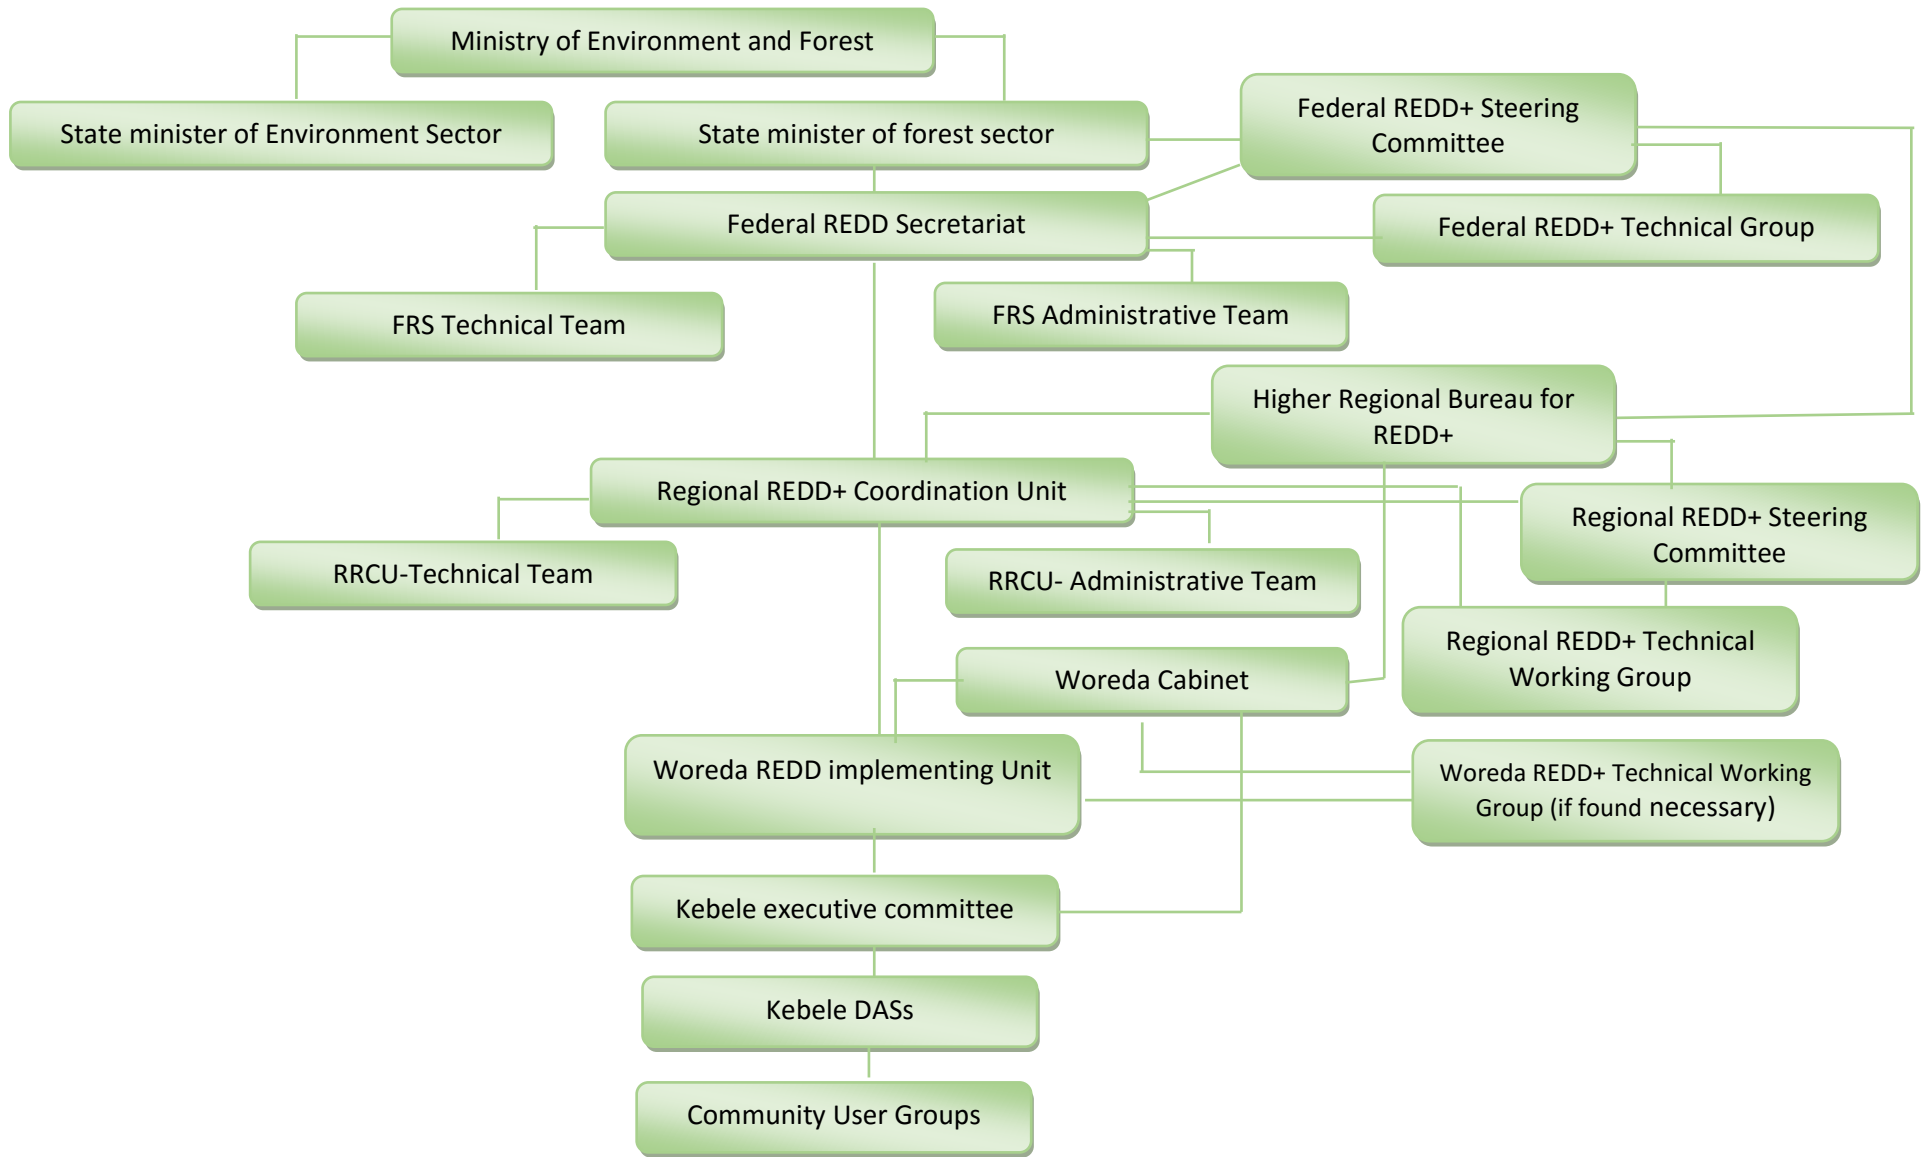 Ministry of Environment and Forest
State minister of Environment Sector
State minister of forest sector
Federal REDD+ Steering
Committee
Federal REDD Secretariat
Federal REDD+ Technical Group
FRS Technical Team
FRS Administrative Team
Higher Regional Bureau for
REDD+
Regional REDD+ Coordination Unit
Regional REDD+ Steering
Committee
RRCU-Technical Team
RRCU- Administrative Team
Regional REDD+ Technical
Working Group
Woreda Cabinet
Woreda REDD implementing Unit
Woreda REDD+ Technical Working
Group (if found necessary)
Kebele executive committee
Kebele DASs
Community User Groups